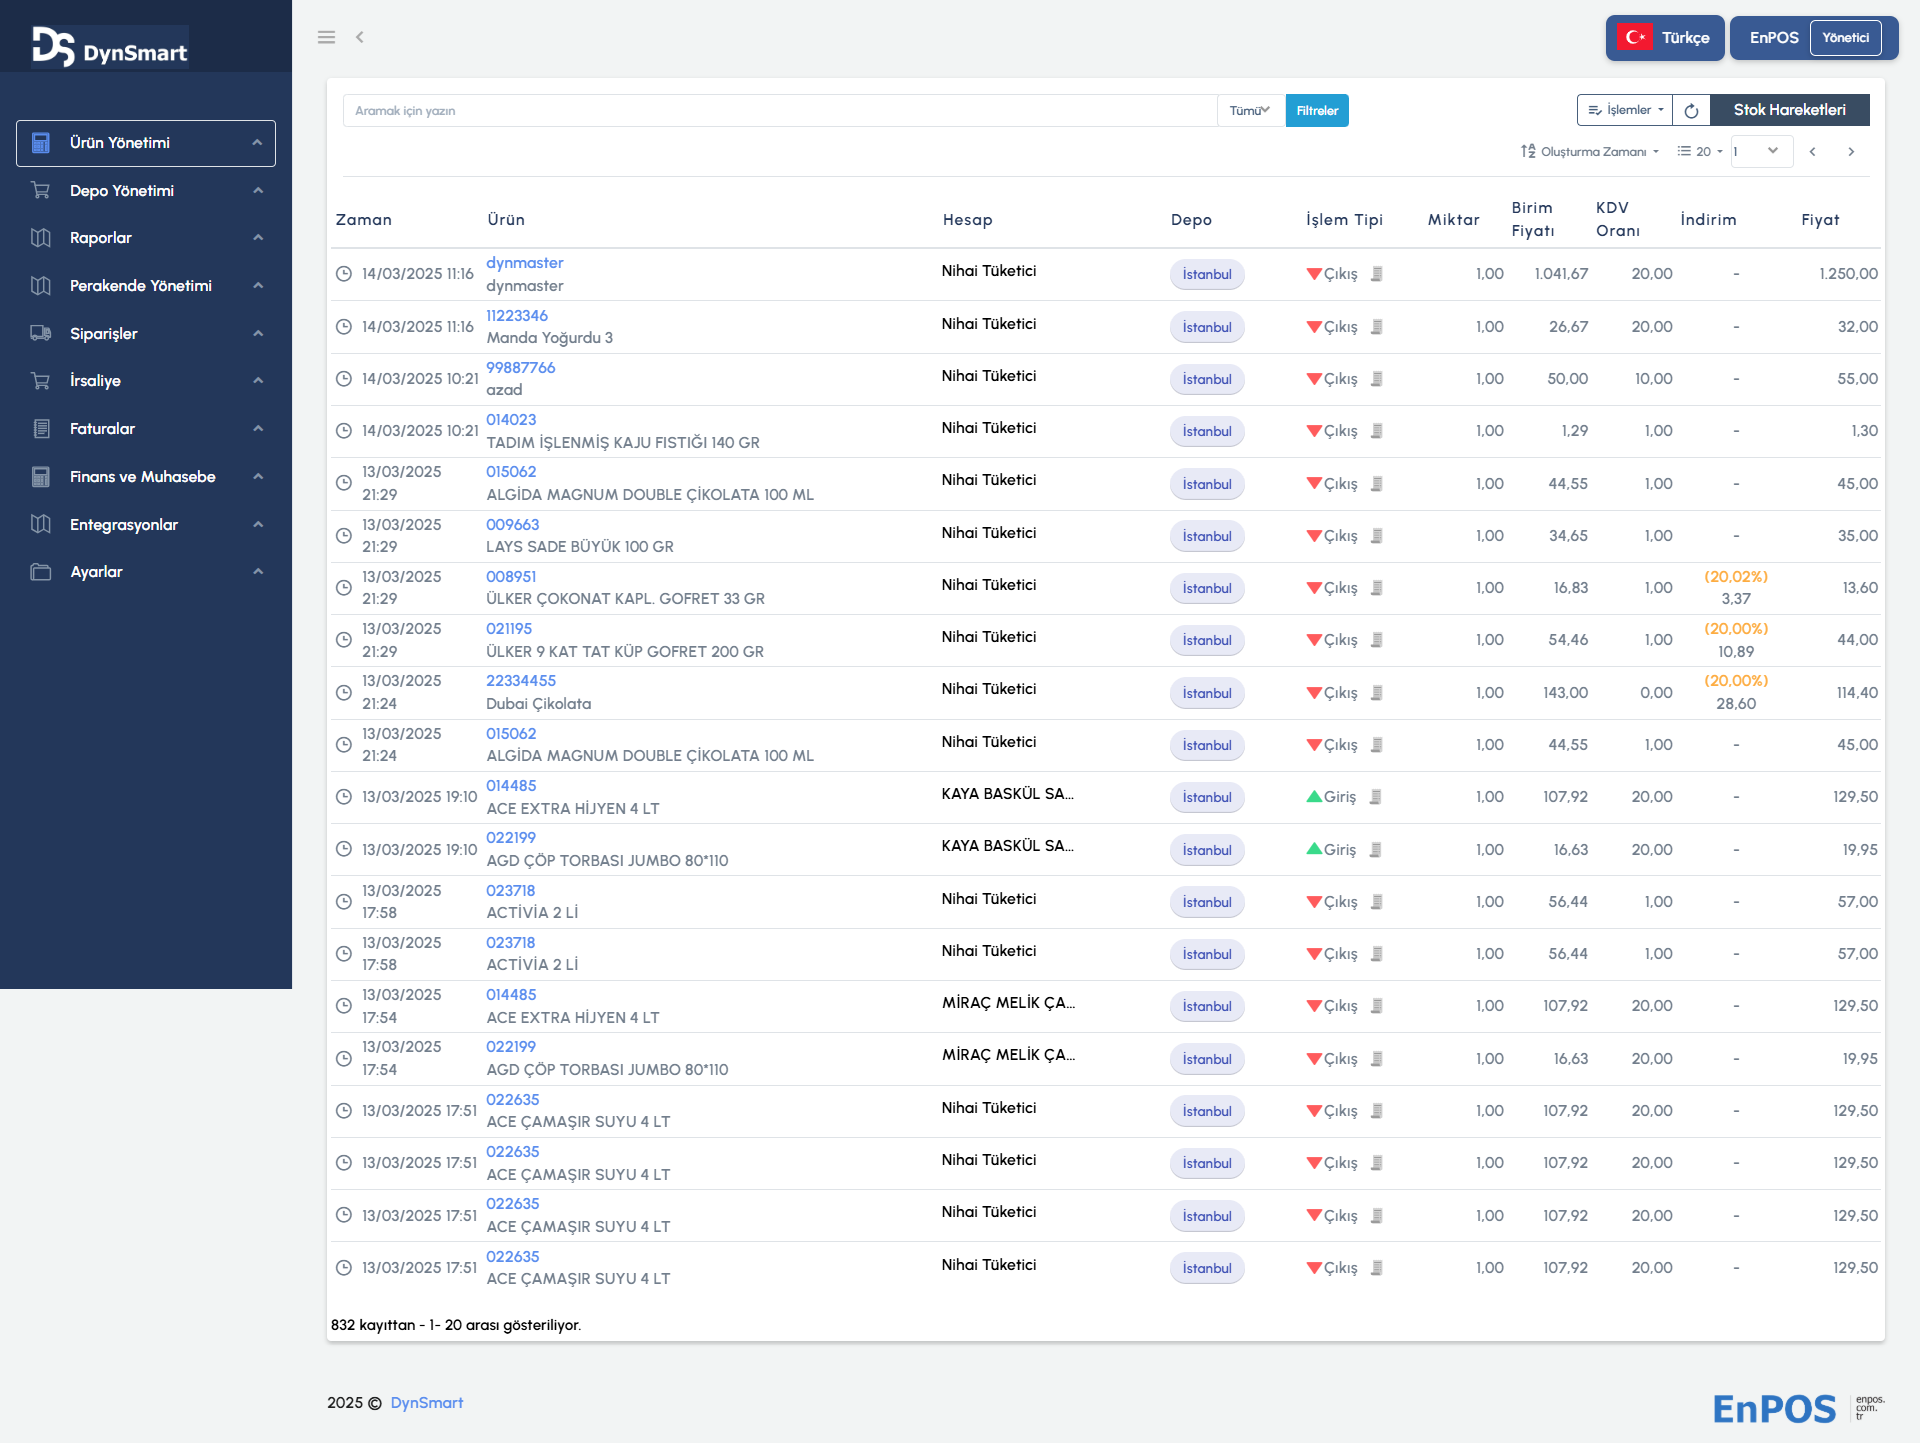 DS DynSmart
Türkçe
EnPOS Yönetici
Ürün Yönetimi
Depo Yönetimi
Raporlar
Perakende Yönetimi
Siparişler
İrsaliye
Faturalar
Finans ve Muhasebe
Entegrasyonlar
Ayarlar
Aramak için yazın Tümü Filtreler İşlemler Stok Hareketleri
Oluşturma Zamanı 20 1
Zaman Ürün Hesap Depo İşlem Tipi Miktar Birim Fiyatı KDV Oranı İndirim Fiyat
14/03/2025 11:16 dynmaster Nihai Tüketici İstanbul Çıkış 1,00 1.041,67 20,00 - 1.250,00
dynmaster
14/03/2025 11:16 11223346 Nihai Tüketici İstanbul Çıkış 1,00 26,67 20,00 - 32,00
Manda Yoğurdu 3
14/03/2025 10:21 99887766 Nihai Tüketici İstanbul Çıkış 1,00 50,00 10,00 - 55,00
azad
14/03/2025 10:21 014023 Nihai Tüketici İstanbul Çıkış 1,00 1,29 1,00 - 1,30
TADIM İŞLENMİŞ KAJU FISTIĞI 140 GR
13/03/2025 015062 Nihai Tüketici İstanbul Çıkış 1,00 44,55 1,00 - 45,00
21:29 ALGİDA MAGNUM DOUBLE ÇİKOLATA 100 ML
13/03/2025 009663 Nihai Tüketici İstanbul Çıkış 1,00 34,65 1,00 - 35,00
21:29 LAYS SADE BÜYÜK 100 GR
13/03/2025 008951 Nihai Tüketici İstanbul Çıkış 1,00 16,83 1,00 (20,02%) 13,60
21:29 ÜLKER ÇOKONAT KAPL. GOFRET 33 GR 3,37
13/03/2025 021195 Nihai Tüketici İstanbul Çıkış 1,00 54,46 1,00 (20,00%) 44,00
21:29 ÜLKER 9 KAT TAT KÜP GOFRET 200 GR 10,89
13/03/2025 22334455 Nihai Tüketici İstanbul Çıkış 1,00 143,00 0,00 (20,00%) 114,40
21:24 Dubai Çikolata 28,60
13/03/2025 015062 Nihai Tüketici İstanbul Çıkış 1,00 44,55 1,00 - 45,00
21:24 ALGİDA MAGNUM DOUBLE ÇİKOLATA 100 ML
13/03/2025 19:10 014485 KAYA BASKÜL SA... İstanbul Giriş 1,00 107,92 20,00 - 129,50
ACE EXTRA HİJYEN 4 LT
13/03/2025 19:10 022199 KAYA BASKÜL SA... İstanbul Giriş 1,00 16,63 20,00 - 19,95
AGD ÇÖP TORBASI JUMBO 80*110
13/03/2025 023718 Nihai Tüketici İstanbul Çıkış 1,00 56,44 1,00 - 57,00
17:58 ACTİVİA 2 Lİ
13/03/2025 023718 Nihai Tüketici İstanbul Çıkış 1,00 56,44 1,00 - 57,00
17:58 ACTİVİA 2 Lİ
13/03/2025 014485 MİRAÇ MELİK ÇA... İstanbul Çıkış 1,00 107,92 20,00 - 129,50
17:54 ACE EXTRA HİJYEN 4 LT
13/03/2025 022199 MİRAÇ MELİK ÇA... İstanbul Çıkış 1,00 16,63 20,00 - 19,95
17:54 AGD ÇÖP TORBASI JUMBO 80*110
13/03/2025 17:51 022635 Nihai Tüketici İstanbul Çıkış 1,00 107,92 20,00 - 129,50
ACE ÇAMAŞIR SUYU 4 LT
13/03/2025 17:51 022635 Nihai Tüketici İstanbul Çıkış 1,00 107,92 20,00 - 129,50
ACE ÇAMAŞIR SUYU 4 LT
13/03/2025 17:51 022635 Nihai Tüketici İstanbul Çıkış 1,00 107,92 20,00 - 129,50
ACE ÇAMAŞIR SUYU 4 LT
13/03/2025 17:51 022635 Nihai Tüketici İstanbul Çıkış 1,00 107,92 20,00 - 129,50
ACE ÇAMAŞIR SUYU 4 LT
832 kayıttan - 1- 20 arası gösteriliyor.
2025 © DynSmart
EnPOS
enpos.
com.
tr